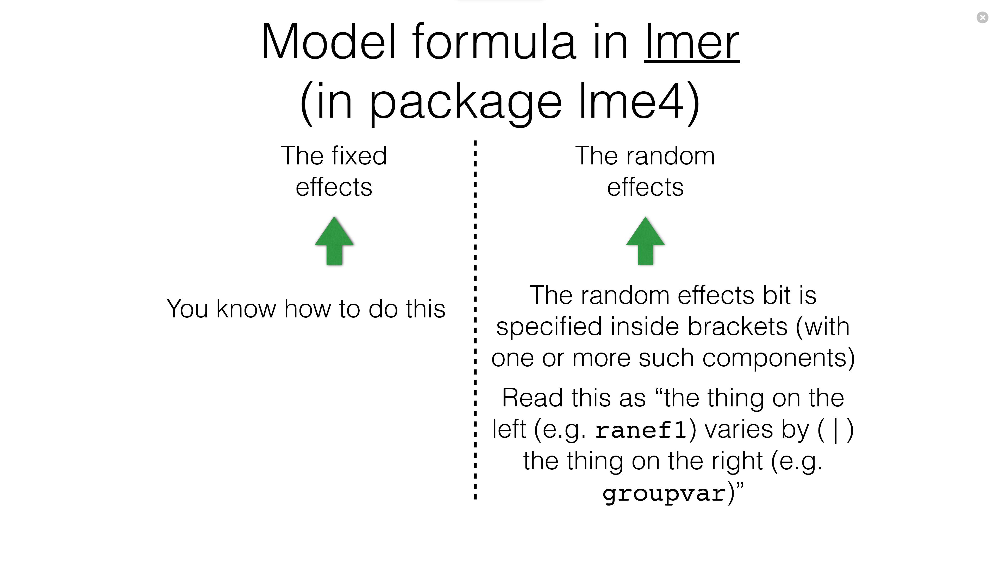 Model formula in lmer
(in package lme4)
The fixed
effects
You know how to do this
The random
effects
The random effects bit is
specified inside brackets (with
one or more such components)
Read this as “the thing on the
left (e.g. ranef1) varies by ( | )
the thing on the right (e.g.
groupvar)”